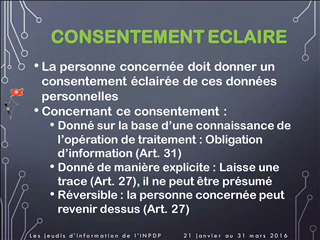 CONSENTEMENT ECLAIRE
• La personne concernée doit donner un
consentement éclairée de ces données
personnelles
• Concernant ce consentement :
• Donné sur la base d'une connaissance de
l'opération de traitement : Obligation
d'information (Art. 31)
• Donné de manière explicite : Laisse une
trace (Art. 27), il ne peut être présumé
• Réversible : la personne concernée peut
revenir dessus (Art. 27)
Les jeudis d'information de l'INPDP 21 janvier au 31 mars 2016